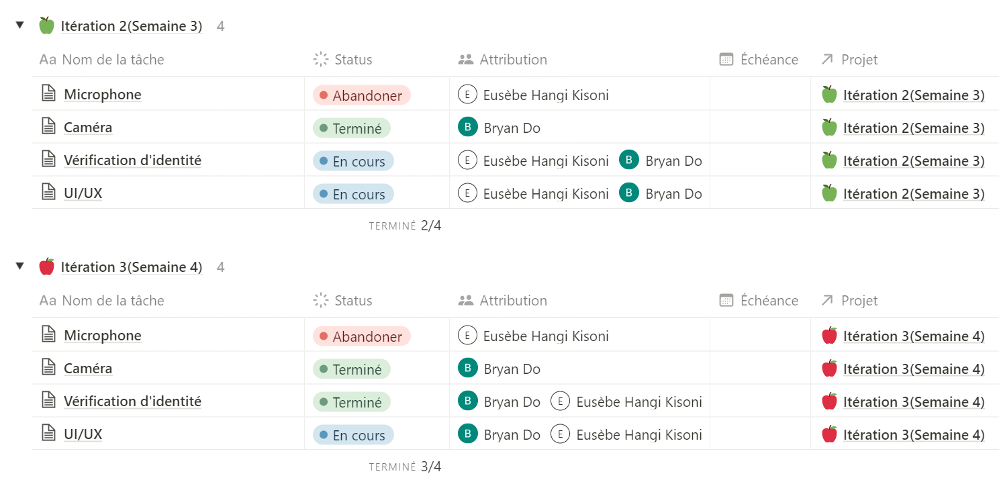 Itération 2(Semaine 3) 4
Aa Nom de la tâche Status Attribution Échéance Projet
Microphone Abandoner E Eusèbe Hangi Kisoni Itération 2(Semaine 3)
Caméra Terminé B Bryan Do Itération 2(Semaine 3)
Vérification d'identité En cours E Eusèbe Hangi Kisoni B Bryan Do Itération 2(Semaine 3)
UI/UX En cours E Eusèbe Hangi Kisoni B Bryan Do Itération 2(Semaine 3)
TERMINÉ 2/4
Itération 3(Semaine 4) 4
Aa Nom de la tâche Status Attribution Échéance Projet
Microphone Abandoner E Eusèbe Hangi Kisoni Itération 3(Semaine 4)
Caméra Terminé B Bryan Do Itération 3(Semaine 4)
Vérification d'identité Terminé B Bryan Do E Eusèbe Hangi Kisoni Itération 3(Semaine 4)
UI/UX En cours B Bryan Do E Eusèbe Hangi Kisoni Itération 3(Semaine 4)
TERMINÉ 3/4